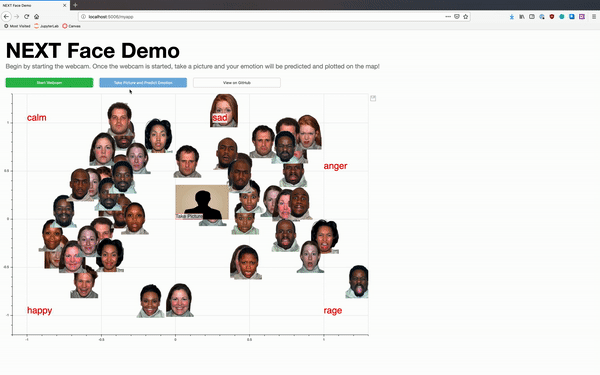 NEXT Face Demo
localhost:5006/myapp
Most Visited JupyterLab Canvas
NEXT Face Demo
Begin by starting the webcam. Once the webcam is started, take a picture and your emotion will be predicted and plotted on the map!
Start Webcam
Take Picture and Predict Emotion
View on GitHub
calm
sad
anger
Take Picture
happy
rage
1
0.5
0
-0.5
-1
-1
-0.5
0
0.5
1